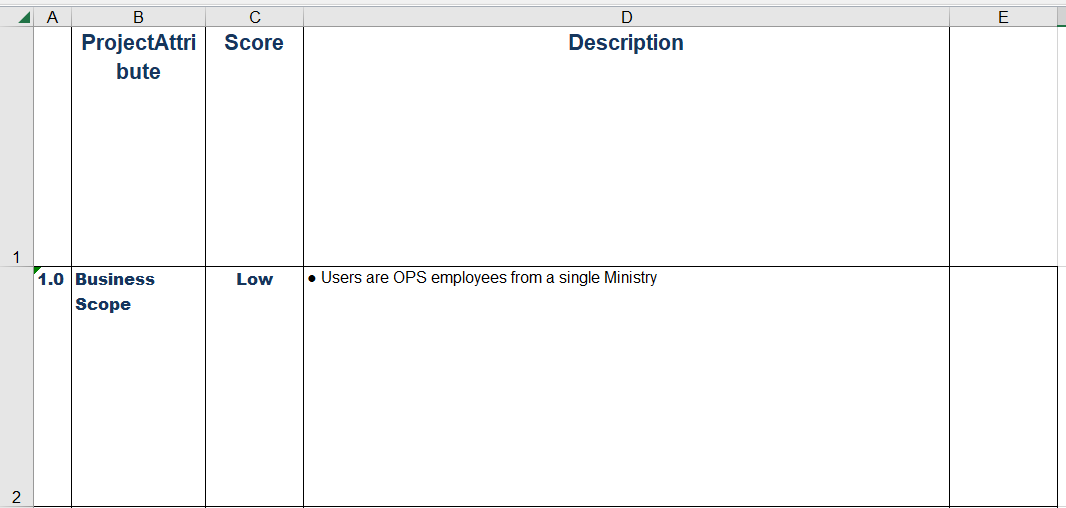 A B C D E
ProjectAttri Score Description
bute
1
1.0 Business Low ● Users are OPS employees from a single Ministry
Scope
2